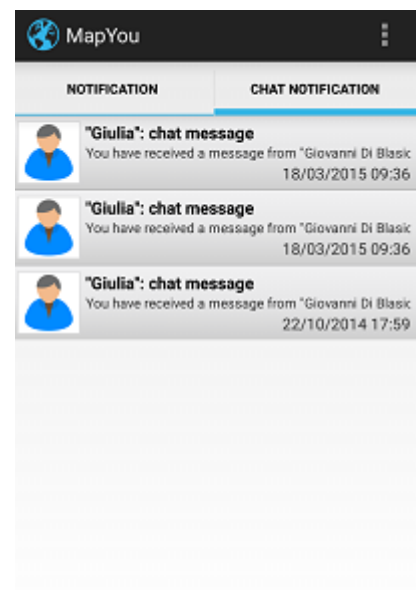 MapYou
NOTIFICATION
CHAT NOTIFICATION
"Giulia": chat message
You have received a message from "Giovanni Di Blasic
18/03/2015 09:36
"Giulia": chat message
You have received a message from "Giovanni Di Blasic
18/03/2015 09:36
"Giulia": chat message
You have received a message from "Giovanni Di Blasic
22/10/2014 17:59